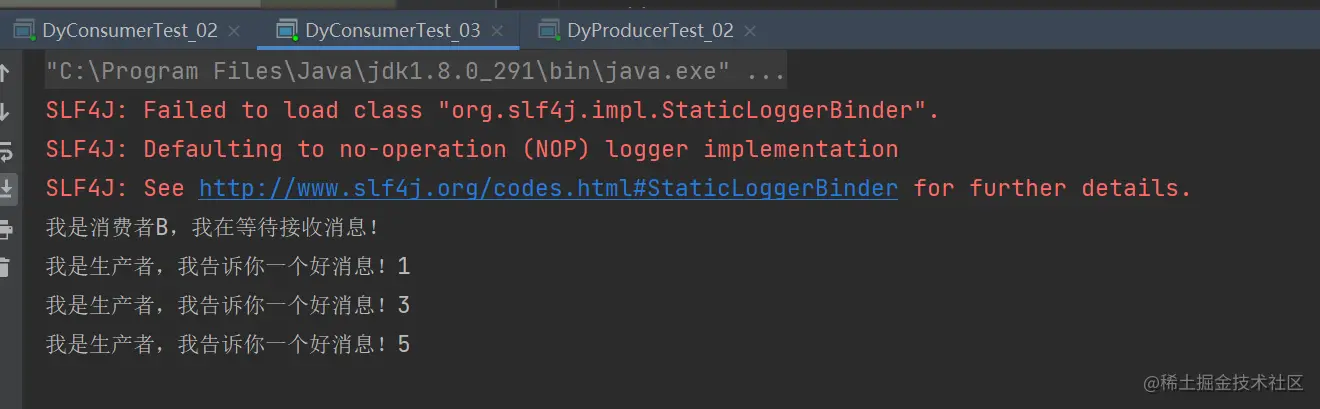 DyConsumerTest_02 DyConsumerTest_03 DyProducerTest_02
"C:\Program Files\Java\jdk1.8.0_291\bin\java.exe" ...
SLF4J: Failed to load class "org.slf4j.impl.StaticLoggerBinder".
SLF4J: Defaulting to no-operation (NOP) logger implementation
SLF4J: See http://www.slf4j.org/codes.html#StaticLoggerBinder for further details.
我是消费者B，我在等待接收消息！
我是生产者，我告诉你一个好消息！1
我是生产者，我告诉你一个好消息！3
我是生产者，我告诉你一个好消息！5
@稀土掘金技术社区